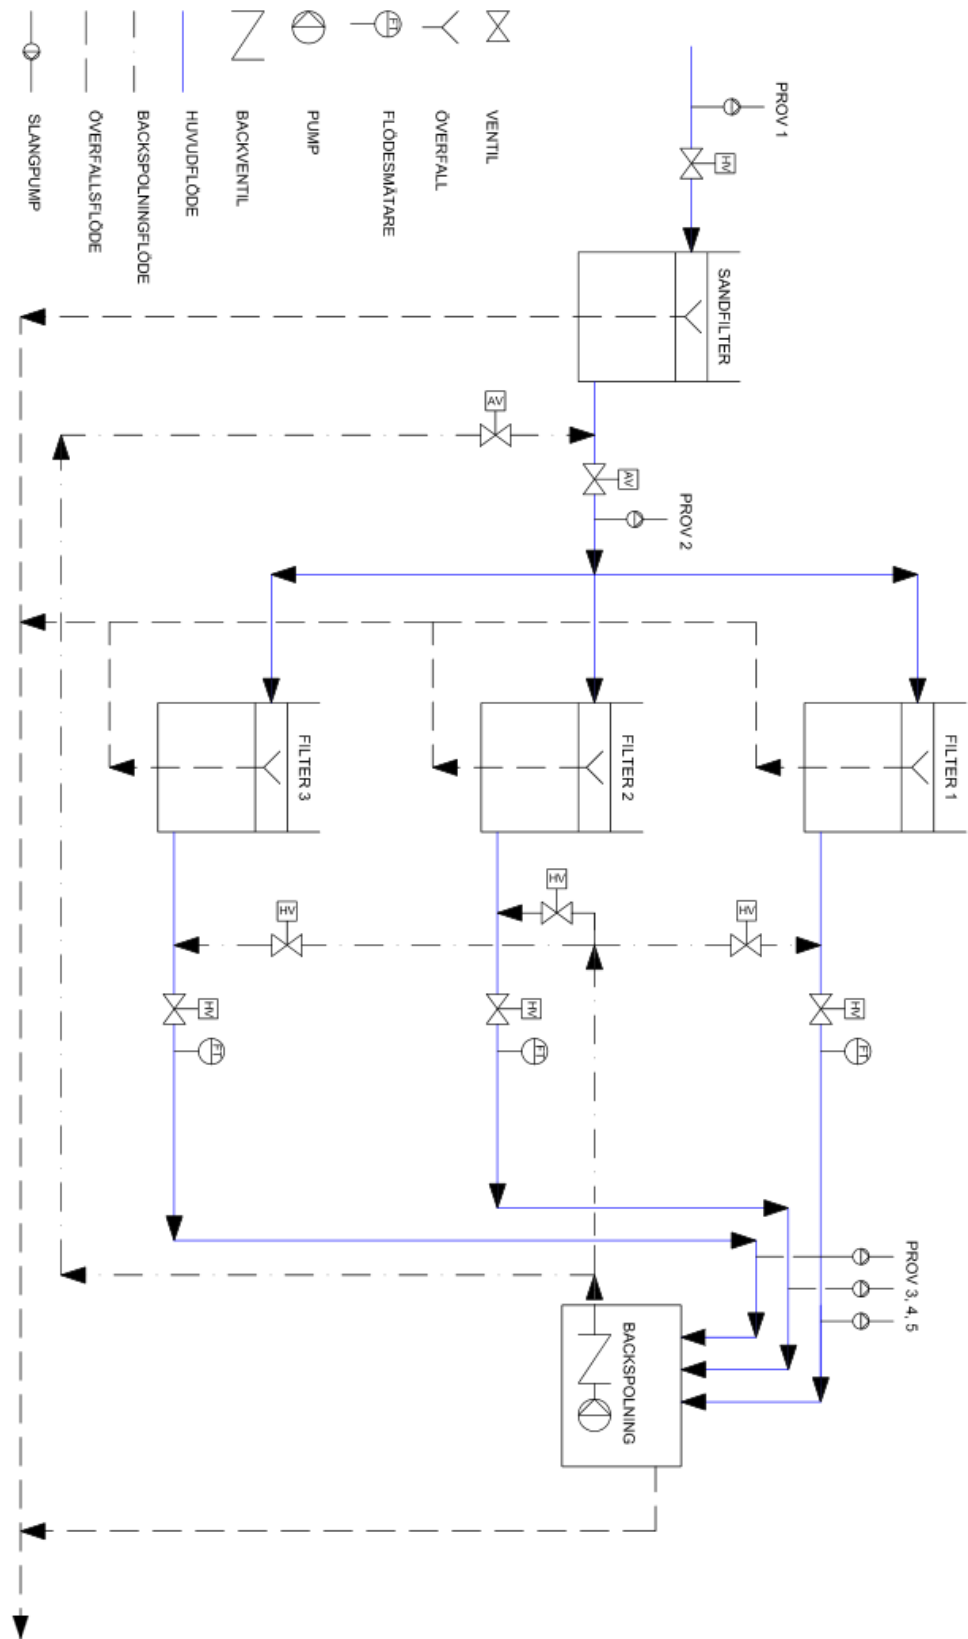 PROV 1
HV
SANDFILTER
AV
AV
PROV 2
FILTER 1
FILTER 2
FILTER 3
HV
HV
HV
HV
HV
HV
FT
FT
FT
PROV 3, 4, 5
BACKSPOLNING
VENTIL
ÖVERFALL
FT
FLÖDESMÄTARE
PUMP
BACKVENTIL
HUVUDFLÖDE
BACKSPOLNINGFLÖDE
ÖVERFALLSFLÖDE
SLANGPUMP